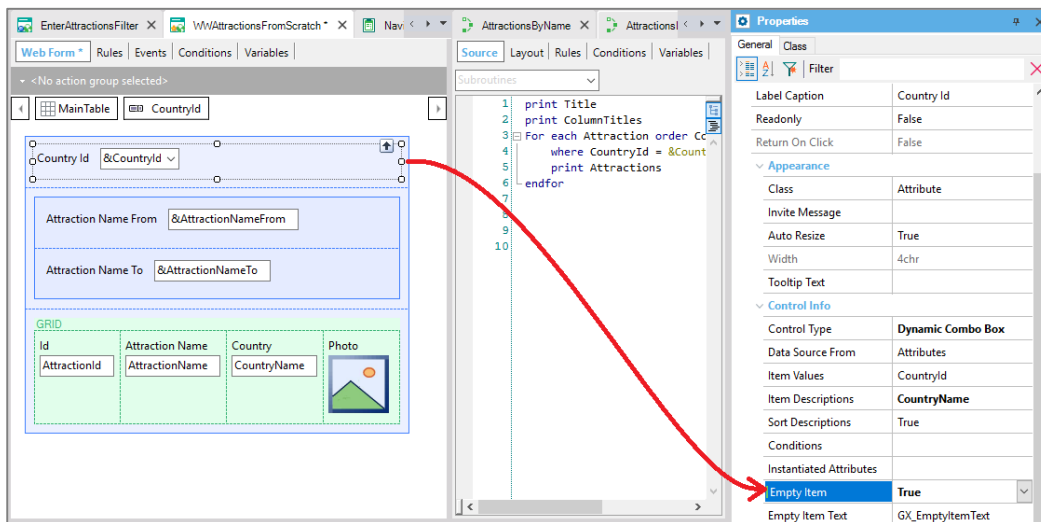 EnterAttractionsFilter X WWAttractionsFromScratch * X Nav
Web Form * Rules Events Conditions Variables
<No action group selected>
MainTable CountryId
Country Id &CountryId
Attraction Name From &AttractionNameFrom
Attraction Name To &AttractionNameTo
GRID
Id Attraction Name Country Photo
AttractionId AttractionName CountryName
AttractionsByName X Attractions
Source Layout Rules Conditions Variables
Subroutines
1 print Title
2 print ColumnTitles
3 For each Attraction order Co
4 where CountryId = &Count
5 print Attractions
6 endfor
7
8
9
10
Properties
General Class
Filter
Label Caption Country Id
Readonly False
Return On Click False
Appearance
Class Attribute
Invite Message
Auto Resize True
Width 4chr
Tooltip Text
Control Info
Control Type Dynamic Combo Box
Data Source From Attributes
Item Values CountryId
Item Descriptions CountryName
Sort Descriptions True
Conditions
Instantiated Attributes
Empty Item True
Empty Item Text GX_EmptyItemText